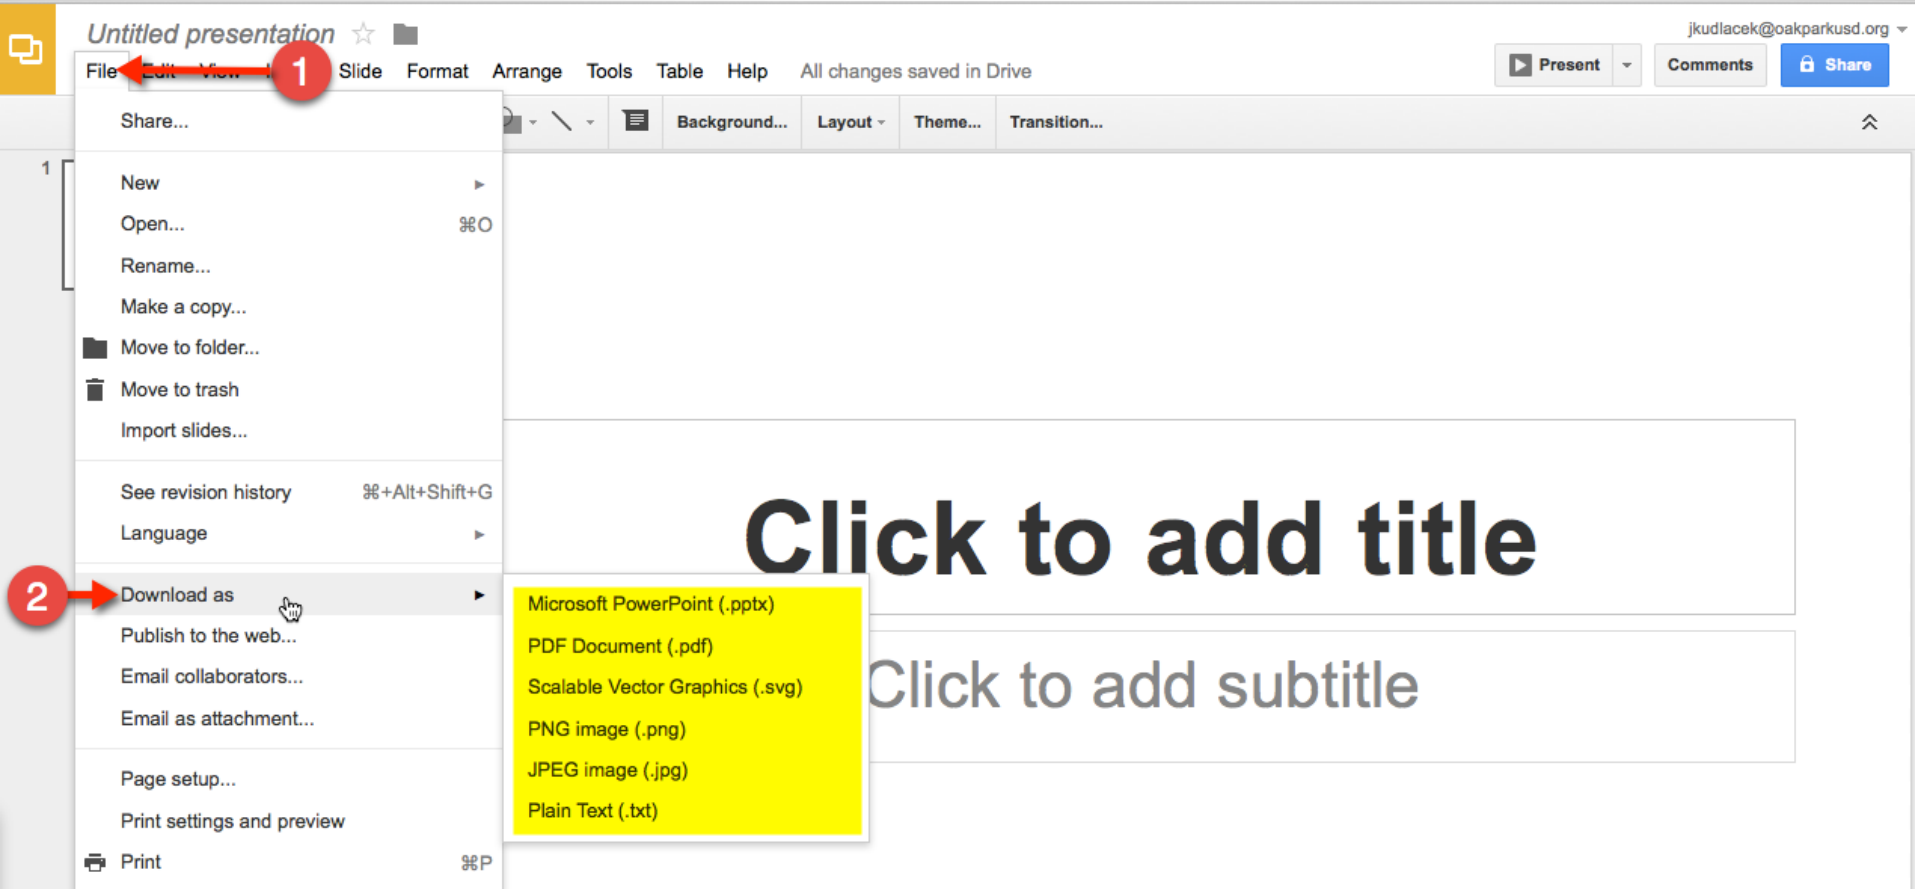 Untitled presentation
jkudlacek@oakparkusd.org
File Edit View Slide Format Arrange Tools Table Help All changes saved in Drive
1
Present Comments Share
Background... Layout Theme... Transition...
1
Share...
New
Open... ⌘O
Rename...
Make a copy...
Move to folder...
Move to trash
Import slides...
See revision history ⌘+Alt+Shift+G
Language
2
Download as
Publish to the web...
Email collaborators...
Email as attachment...
Page setup...
Print settings and preview
Print ⌘P
Microsoft PowerPoint (.pptx)
PDF Document (.pdf)
Scalable Vector Graphics (.svg)
PNG image (.png)
JPEG image (.jpg)
Plain Text (.txt)
Click to add title
Click to add subtitle